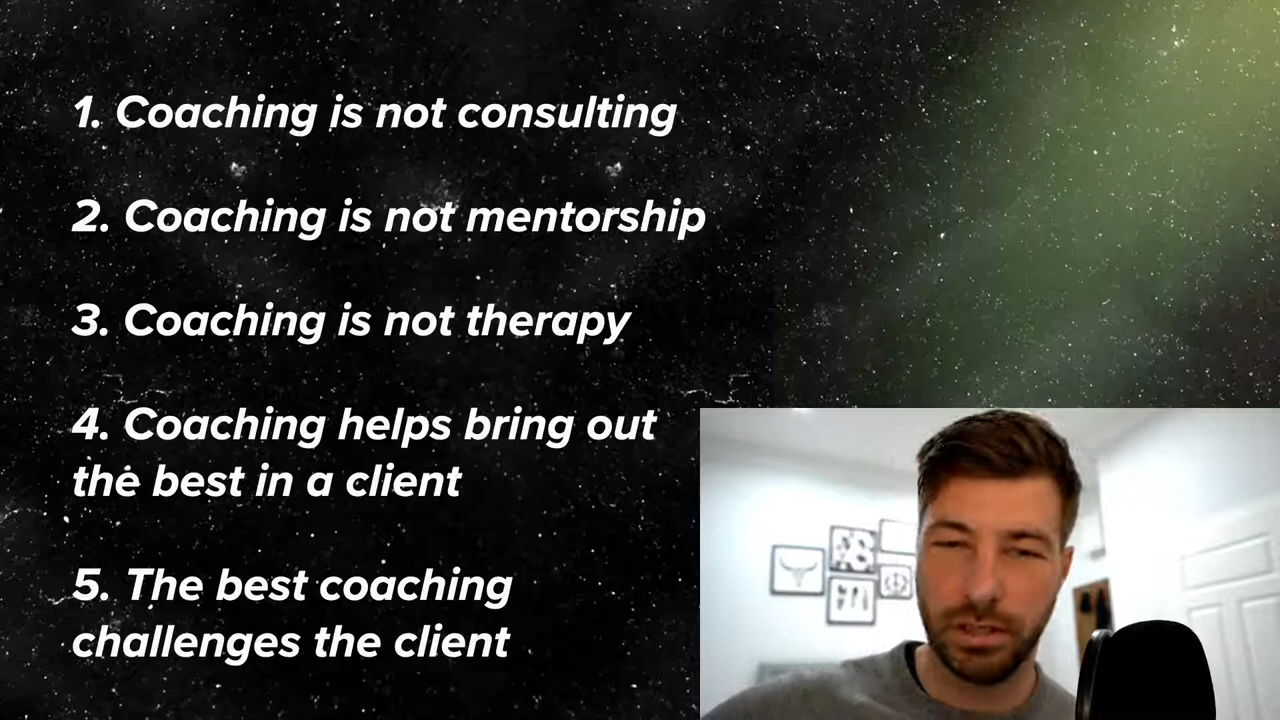 1. Coaching is not consulting
2. Coaching is not mentorship
3. Coaching is not therapy
4. Coaching helps bring out
the best in a client
5. The best coaching
challenges the client